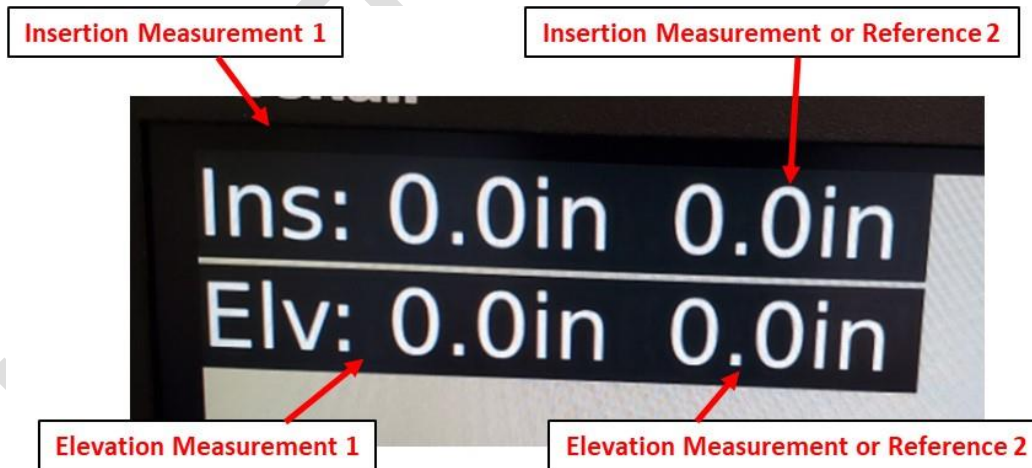 Insertion Measurement 1
Insertion Measurement or Reference 2
Ins: 0.0in 0.0in
Elv: 0.0in 0.0in
Elevation Measurement 1
Elevation Measurement or Reference 2